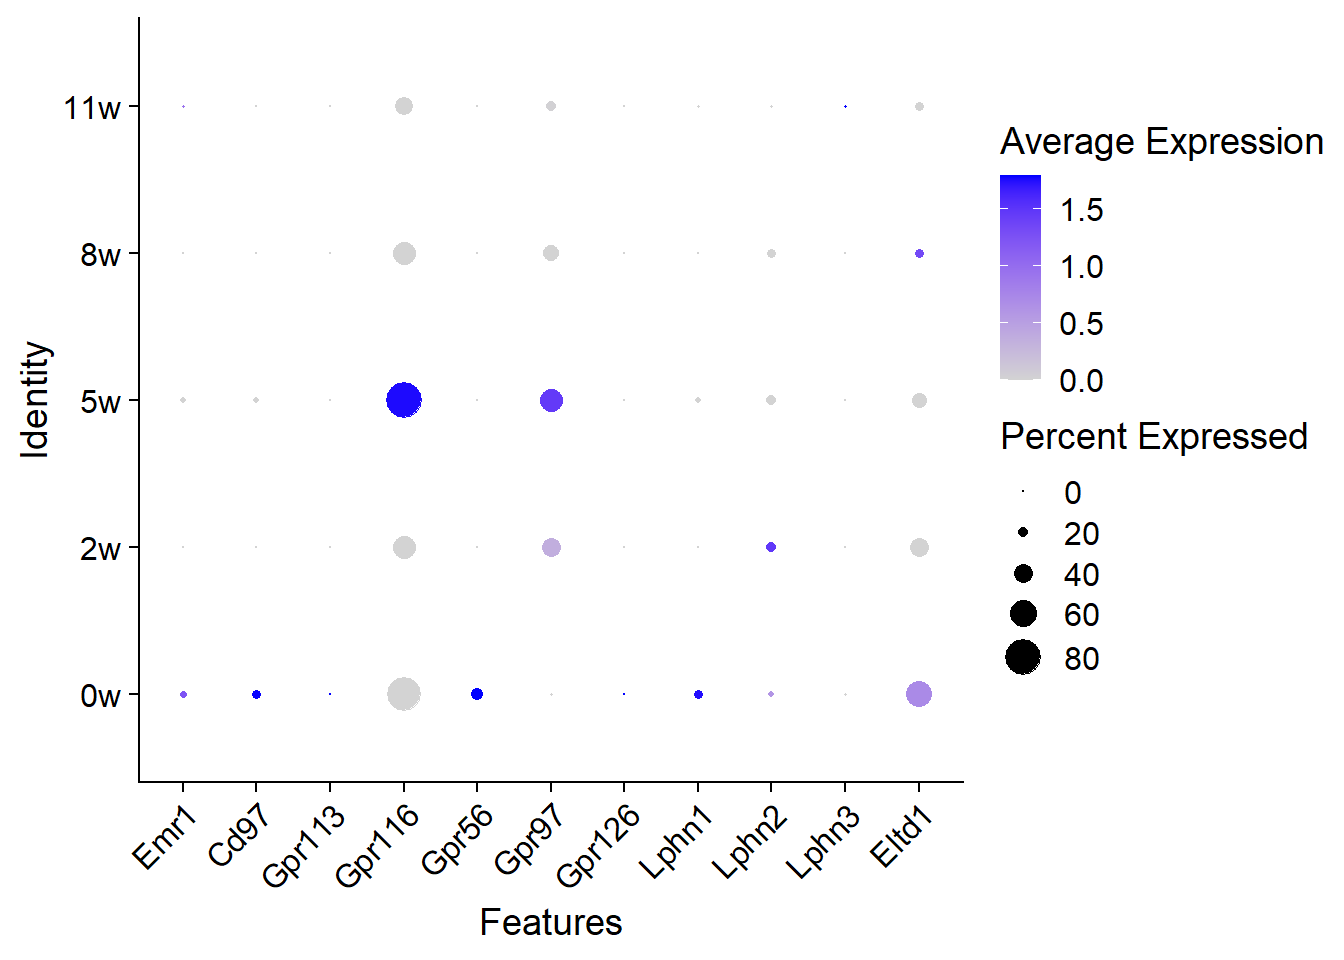 11w
8w
5w
2w
0w
Identity
Emr1
Cd97
Gpr113
Gpr116
Gpr56
Gpr97
Gpr126
Lphn1
Lphn2
Lphn3
Eltd1
Features
Average Expression
1.5
1.0
0.5
0.0
Percent Expressed
0
20
40
60
80